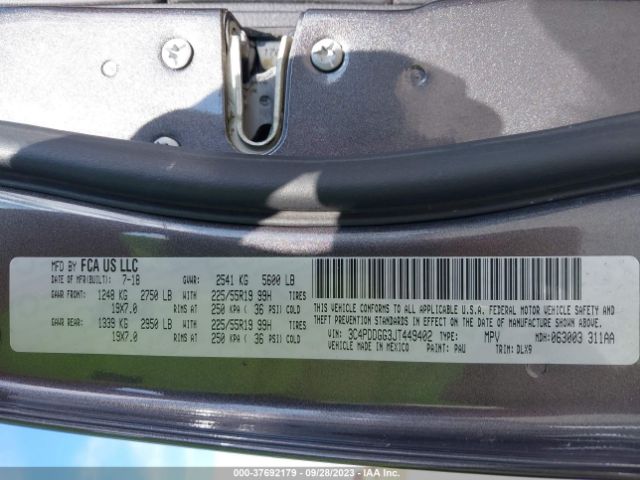 MFD BY FCA US LLC
DATE OF MFR(BUILT): 7-18 GVWR: 2541 KG 5600 LB
GAWR FRONT: 1248 KG 2750 LB WITH 225/55R19 99H TIRES
19X7.0 RIMS AT 250 KPA ( 36 PSI) COLD
GAWR REAR: 1339 KG 2950 LB WITH 225/55R19 99H TIRES
19X7.0 RIMS AT 250 KPA ( 36 PSI) COLD
THIS VEHICLE CONFORMS TO ALL APPLICABLE U.S.A. FEDERAL MOTOR VEHICLE SAFETY AND
THEFT PREVENTION STANDARDS IN EFFECT ON THE DATE OF MANUFACTURE SHOWN ABOVE.
VIN: 3C4PDDGG3JT449402 TYPE: MPV MDH: 063003 311AA
VEHICLE MADE IN MEXICO PAINT: PAU TRIM: DLX9
000-37692179 | 09/28/2023 | IAA Inc.